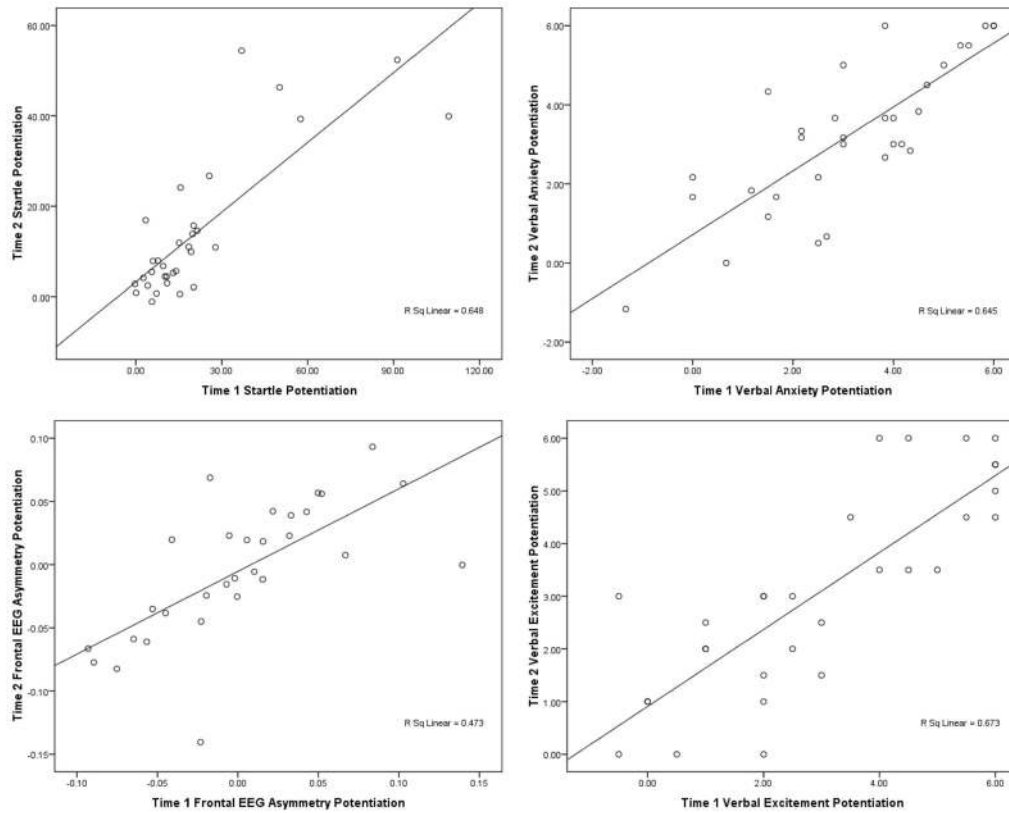 60.00
40.00
20.00
0.00
Time 2 Startle Potentiation
R Sq Linear = 0.648
0.00 30.00 60.00 90.00 120.00
Time 1 Startle Potentiation
6.00
4.00
2.00
0.00
-2.00
Time 2 Verbal Anxiety Potentiation
R Sq Linear = 0.645
-2.00 0.00 2.00 4.00 6.00
Time 1 Verbal Anxiety Potentiation
0.10
0.05
0.00
-0.05
-0.10
-0.15
Time 2 Frontal EEG Asymmetry Potentiation
R Sq Linear = 0.473
-0.10 -0.05 0.00 0.05 0.10 0.15
Time 1 Frontal EEG Asymmetry Potentiation
6.00
5.00
4.00
3.00
2.00
1.00
0.00
Time 2 Verbal Excitement Potentiation
R Sq Linear = 0.673
0.00 2.00 4.00 6.00
Time 1 Verbal Excitement Potentiation